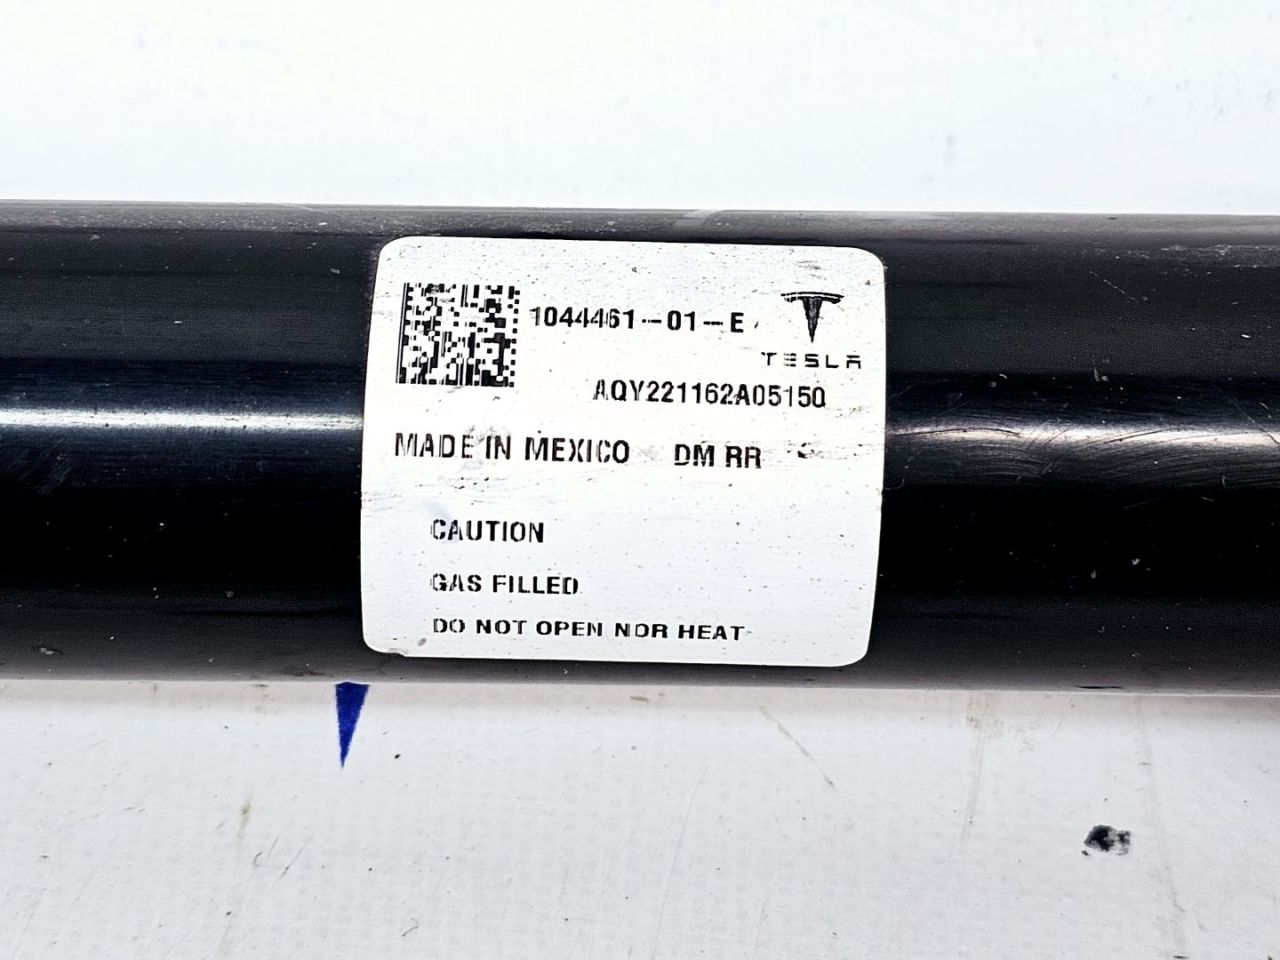 1044461-01-E
TESLA
AQY221162A05150
MADE IN MEXICO DM RR
CAUTION
GAS FILLED
DO NOT OPEN NOR HEAT